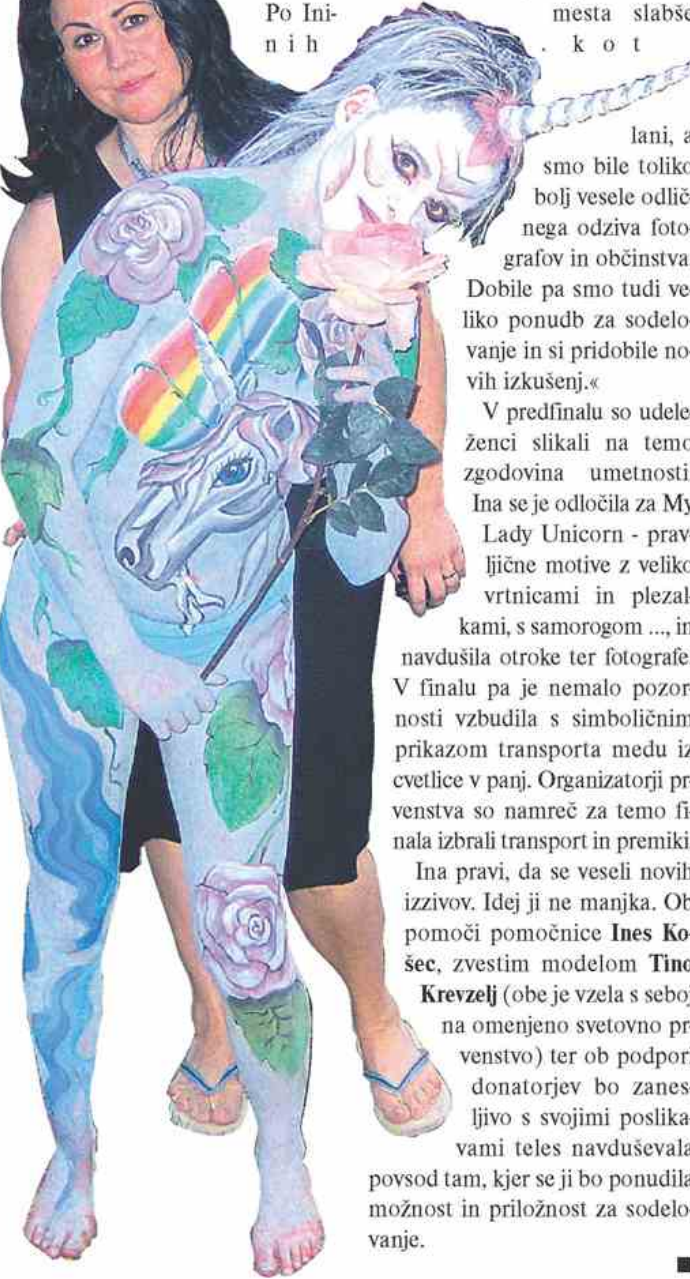 Po Ini-
nih
mesta slabše
. kot
lani, a
smo bile toliko
bolj vesele odlič-
nega odziva foto-
grafov in občinstva.
Dobile pa smo tudi ve-
liko ponudb za sodelo-
vanje in si pridobile no-
vih izkušenj.«
V predfinalu so udele-
ženci slikali na temo
zgodovina umetnosti.
Ina se je odločila za My
Lady Unicorn - prav-
ljične motive z veliko
vrtnicami in plezal-
kami, s samorogom ..., in
navdušila otroke ter fotografe.
V finalu pa je nemalo pozor-
nosti vzbudila s simboličnim
prikazom transporta medu iz
cvetlice v panj. Organizatorji pr-
venstva so namreč za temo fi-
nala izbrali transport in premiki.
Ina pravi, da se veseli novih
izzivov. Idej ji ne manjka. Ob
pomoči pomočnice Ines Ko-
šec, zvestim modelom Tino
Krevzelj (obe je vzela s seboj
na omenjeno svetovno pr-
venstvo) ter ob podpori
donatorjev bo zanes-
ljivo s svojimi poslika-
vami teles navduševala
povsod tam, kjer se ji bo ponudila
možnost in priložnost za sodelo-
vanje.